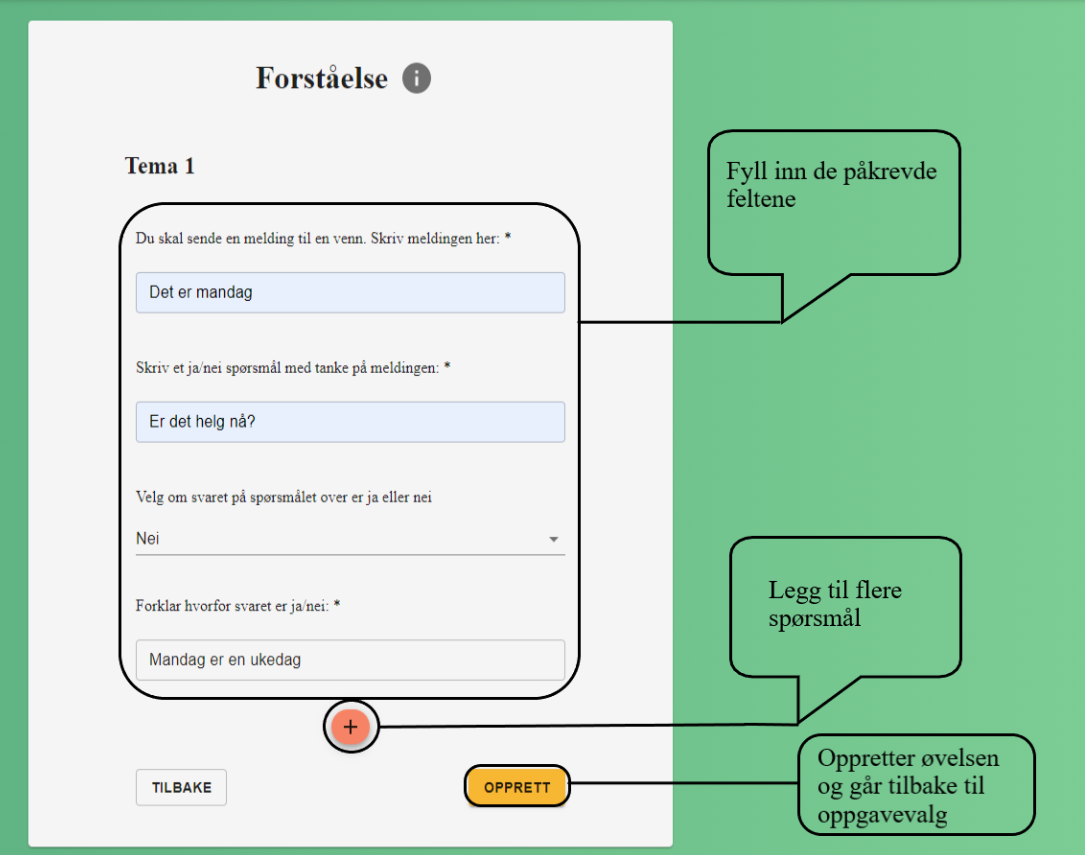 Forståelse
Tema 1
Du skal sende en melding til en venn. Skriv meldingen her: *
Det er mandag
Skriv et ja/nei spørsmål med tanke på meldingen: *
Er det helg nå?
Velg om svaret på spørsmålet over er ja eller nei
Nei
Forklar hvorfor svaret er ja/nei: *
Mandag er en ukedag
+
TILBAKE
OPPRETT
Fyll inn de påkrevde
feltene
Legg til flere
spørsmål
Oppretter øvelsen
og går tilbake til
oppgavevalg